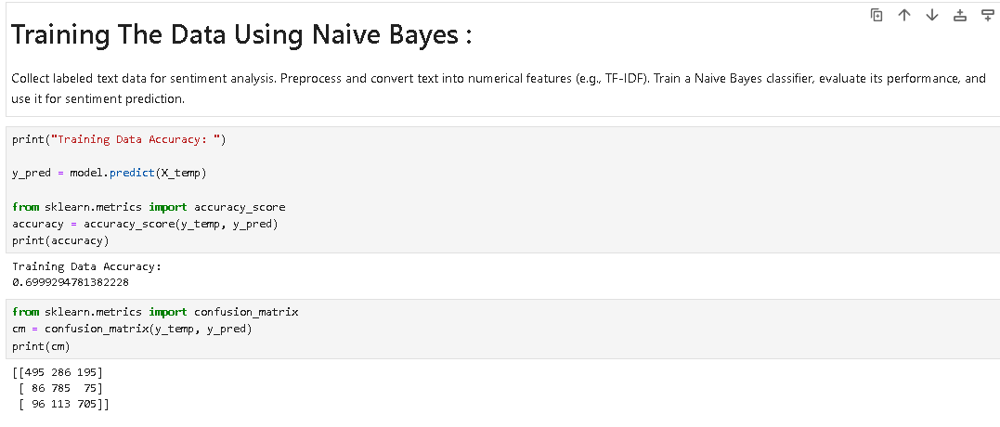 Training The Data Using Naive Bayes :
Collect labeled text data for sentiment analysis. Preprocess and convert text into numerical features (e.g., TF-IDF). Train a Naive Bayes classifier, evaluate its performance, and
use it for sentiment prediction.
print("Training Data Accuracy: ")
y_pred = model.predict(X_temp)
from sklearn.metrics import accuracy_score
accuracy = accuracy_score(y_temp, y_pred)
print(accuracy)
Training Data Accuracy:
0.6999294781382228
from sklearn.metrics import confusion_matrix
cm = confusion_matrix(y_temp, y_pred)
print(cm)
[[495 286 195]
 [ 86 785  75]
 [ 96 113 705]]